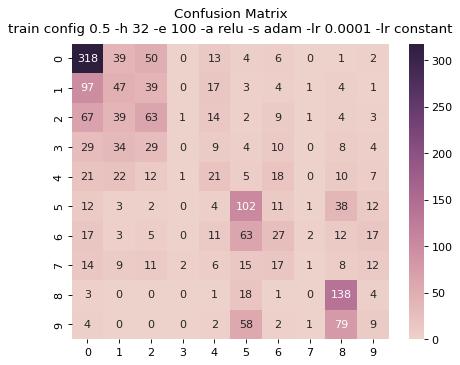 Confusion Matrix
train config 0.5 -h 32 -e 100 -a relu -s adam -lr 0.0001 -lr constant
0 318 39 50 0 13 4 6 0 1 2
1 97 47 39 0 17 3 4 1 4 1
2 67 39 63 1 14 2 9 1 4 3
3 29 34 29 0 9 4 10 0 8 4
4 21 22 12 1 21 5 18 0 10 7
5 12 3 2 0 4 102 11 1 38 12
6 17 3 5 0 11 63 27 2 12 17
7 14 9 11 2 6 15 17 1 8 12
8 3 0 0 0 1 18 1 0 138 4
9 4 0 0 0 2 58 2 1 79 9
0 1 2 3 4 5 6 7 8 9
300
250
200
150
100
50
0